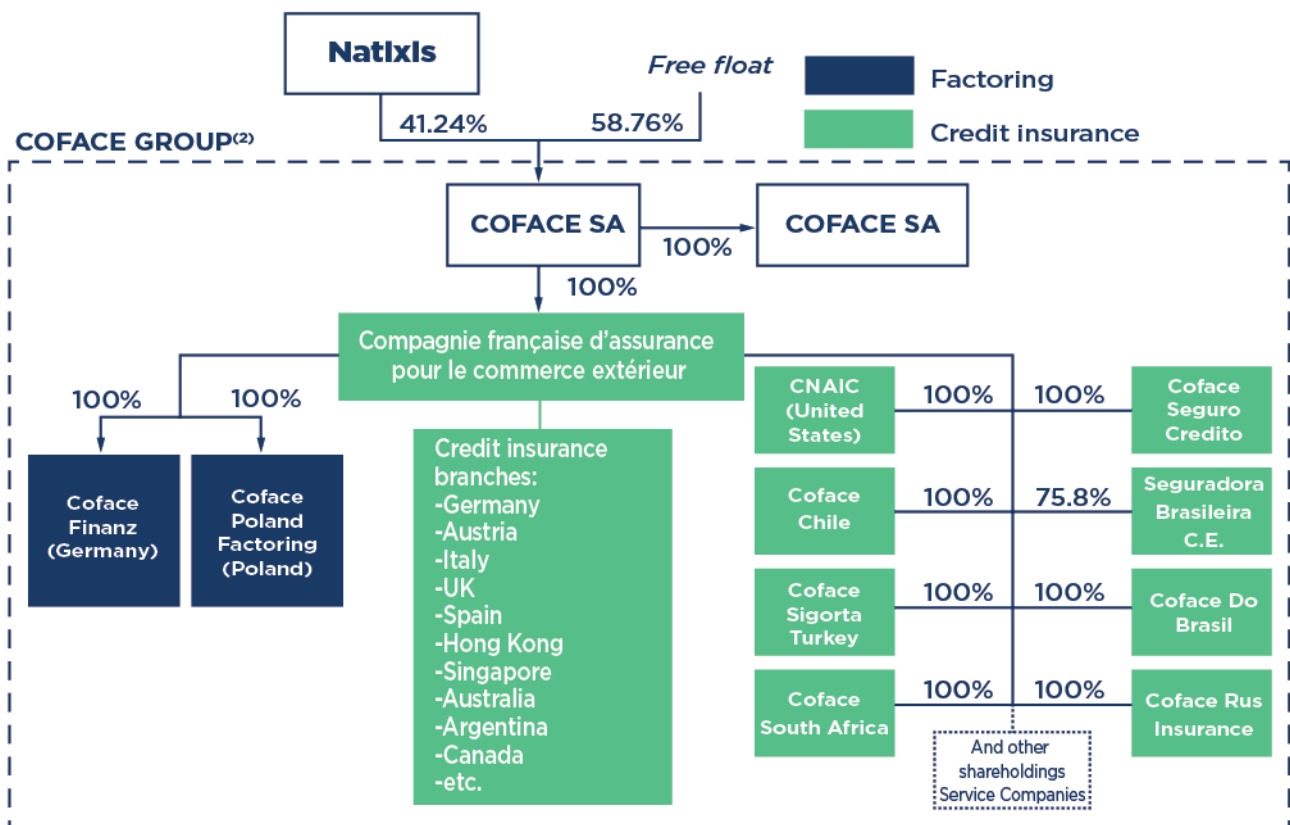 Natixis
Free float
Factoring
Credit insurance
41.24%
58.76%
COFACE GROUP(2)
COFACE SA
100%
COFACE SA
100%
Compagnie française d'assurance
pour le commerce extérieur
100%
100%
Coface
Finanz
(Germany)
Coface
Poland
Factoring
(Poland)
Credit insurance
branches:
-Germany
-Austria
-Italy
-UK
-Spain
-Hong Kong
-Singapore
-Australia
-Argentina
-Canada
-etc.
CNAIC
(United
States)
100%
100%
Coface
Seguro
Credito
Coface
Chile
100%
75.8%
Seguradora
Brasileira
C.E.
Coface
Sigorta
Turkey
100%
100%
Coface Do
Brasil
Coface
South Africa
100%
100%
Coface Rus
Insurance
And other
shareholdings
Service Companies